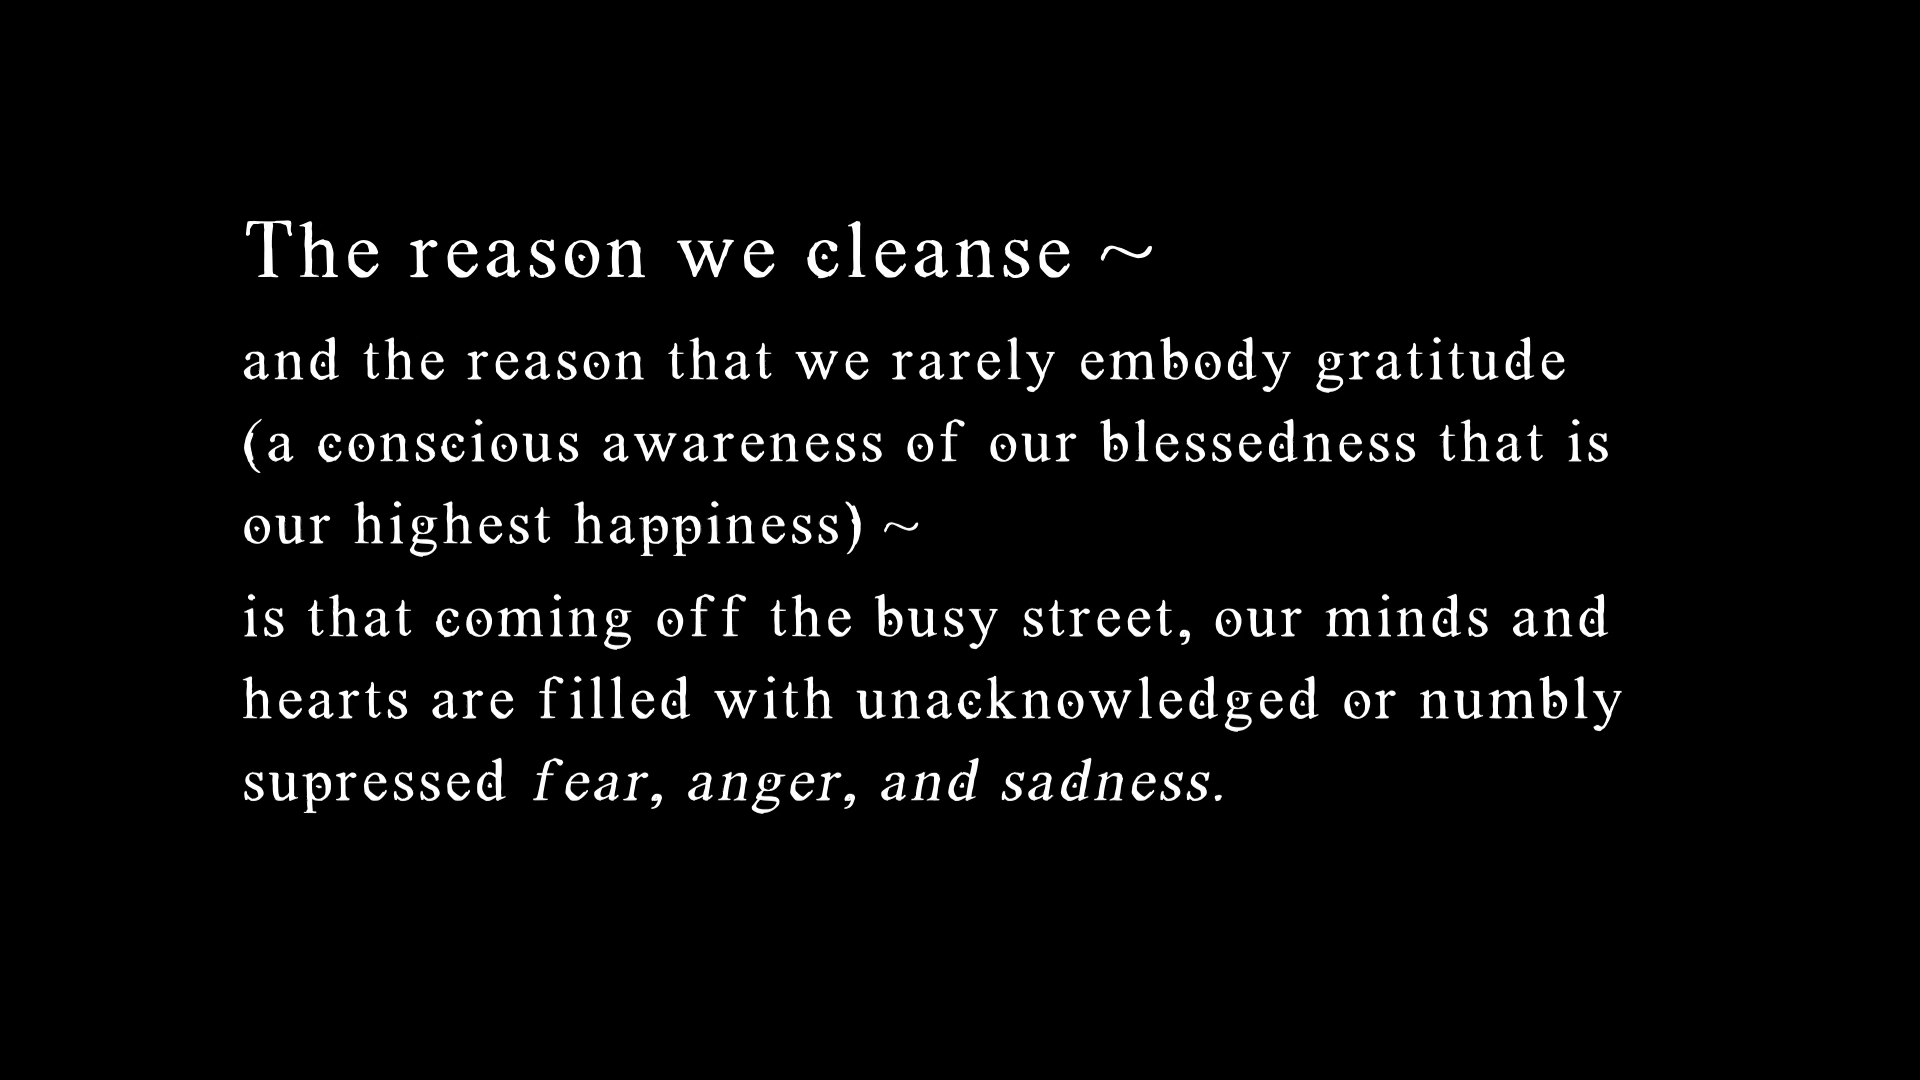 The reason we cleanse ~
and the reason that we rarely embody gratitude
(a conscious awareness of our blessedness that is
our highest happiness) ~
is that coming off the busy street, our minds and
hearts are filled with unacknowledged or numbly
supressed fear, anger, and sadness.